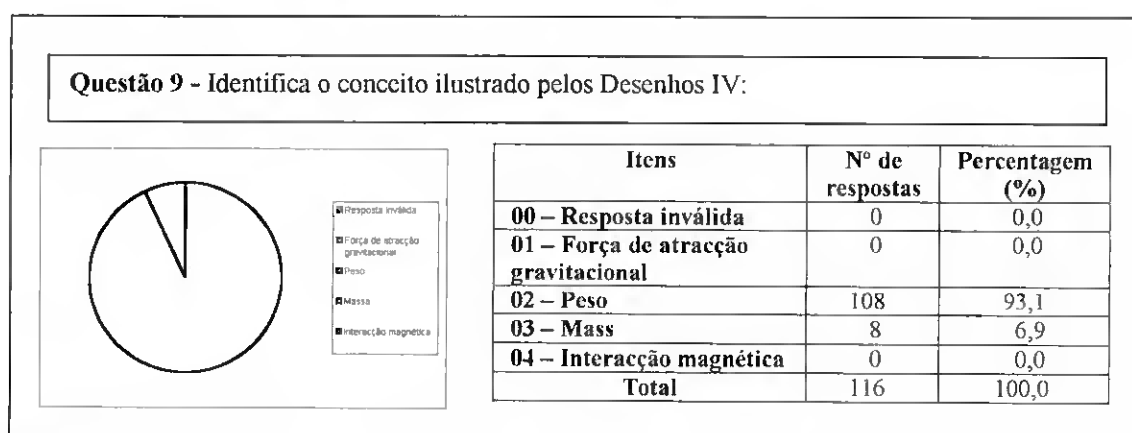 Questão 9 - Identifica o conceito ilustrado pelos Desenhos IV:
Resposta inválida
Força de atracção
gravitacional
Peso
Massa
Interacção magnética
Itens Nº de Percentagem
respostas (%)
00 – Resposta inválida 0 0,0
01 – Força de atracção 0 0,0
gravitacional
02 – Peso 108 93,1
03 – Mass 8 6,9
04 – Interacção magnética 0 0,0
Total 116 100,0